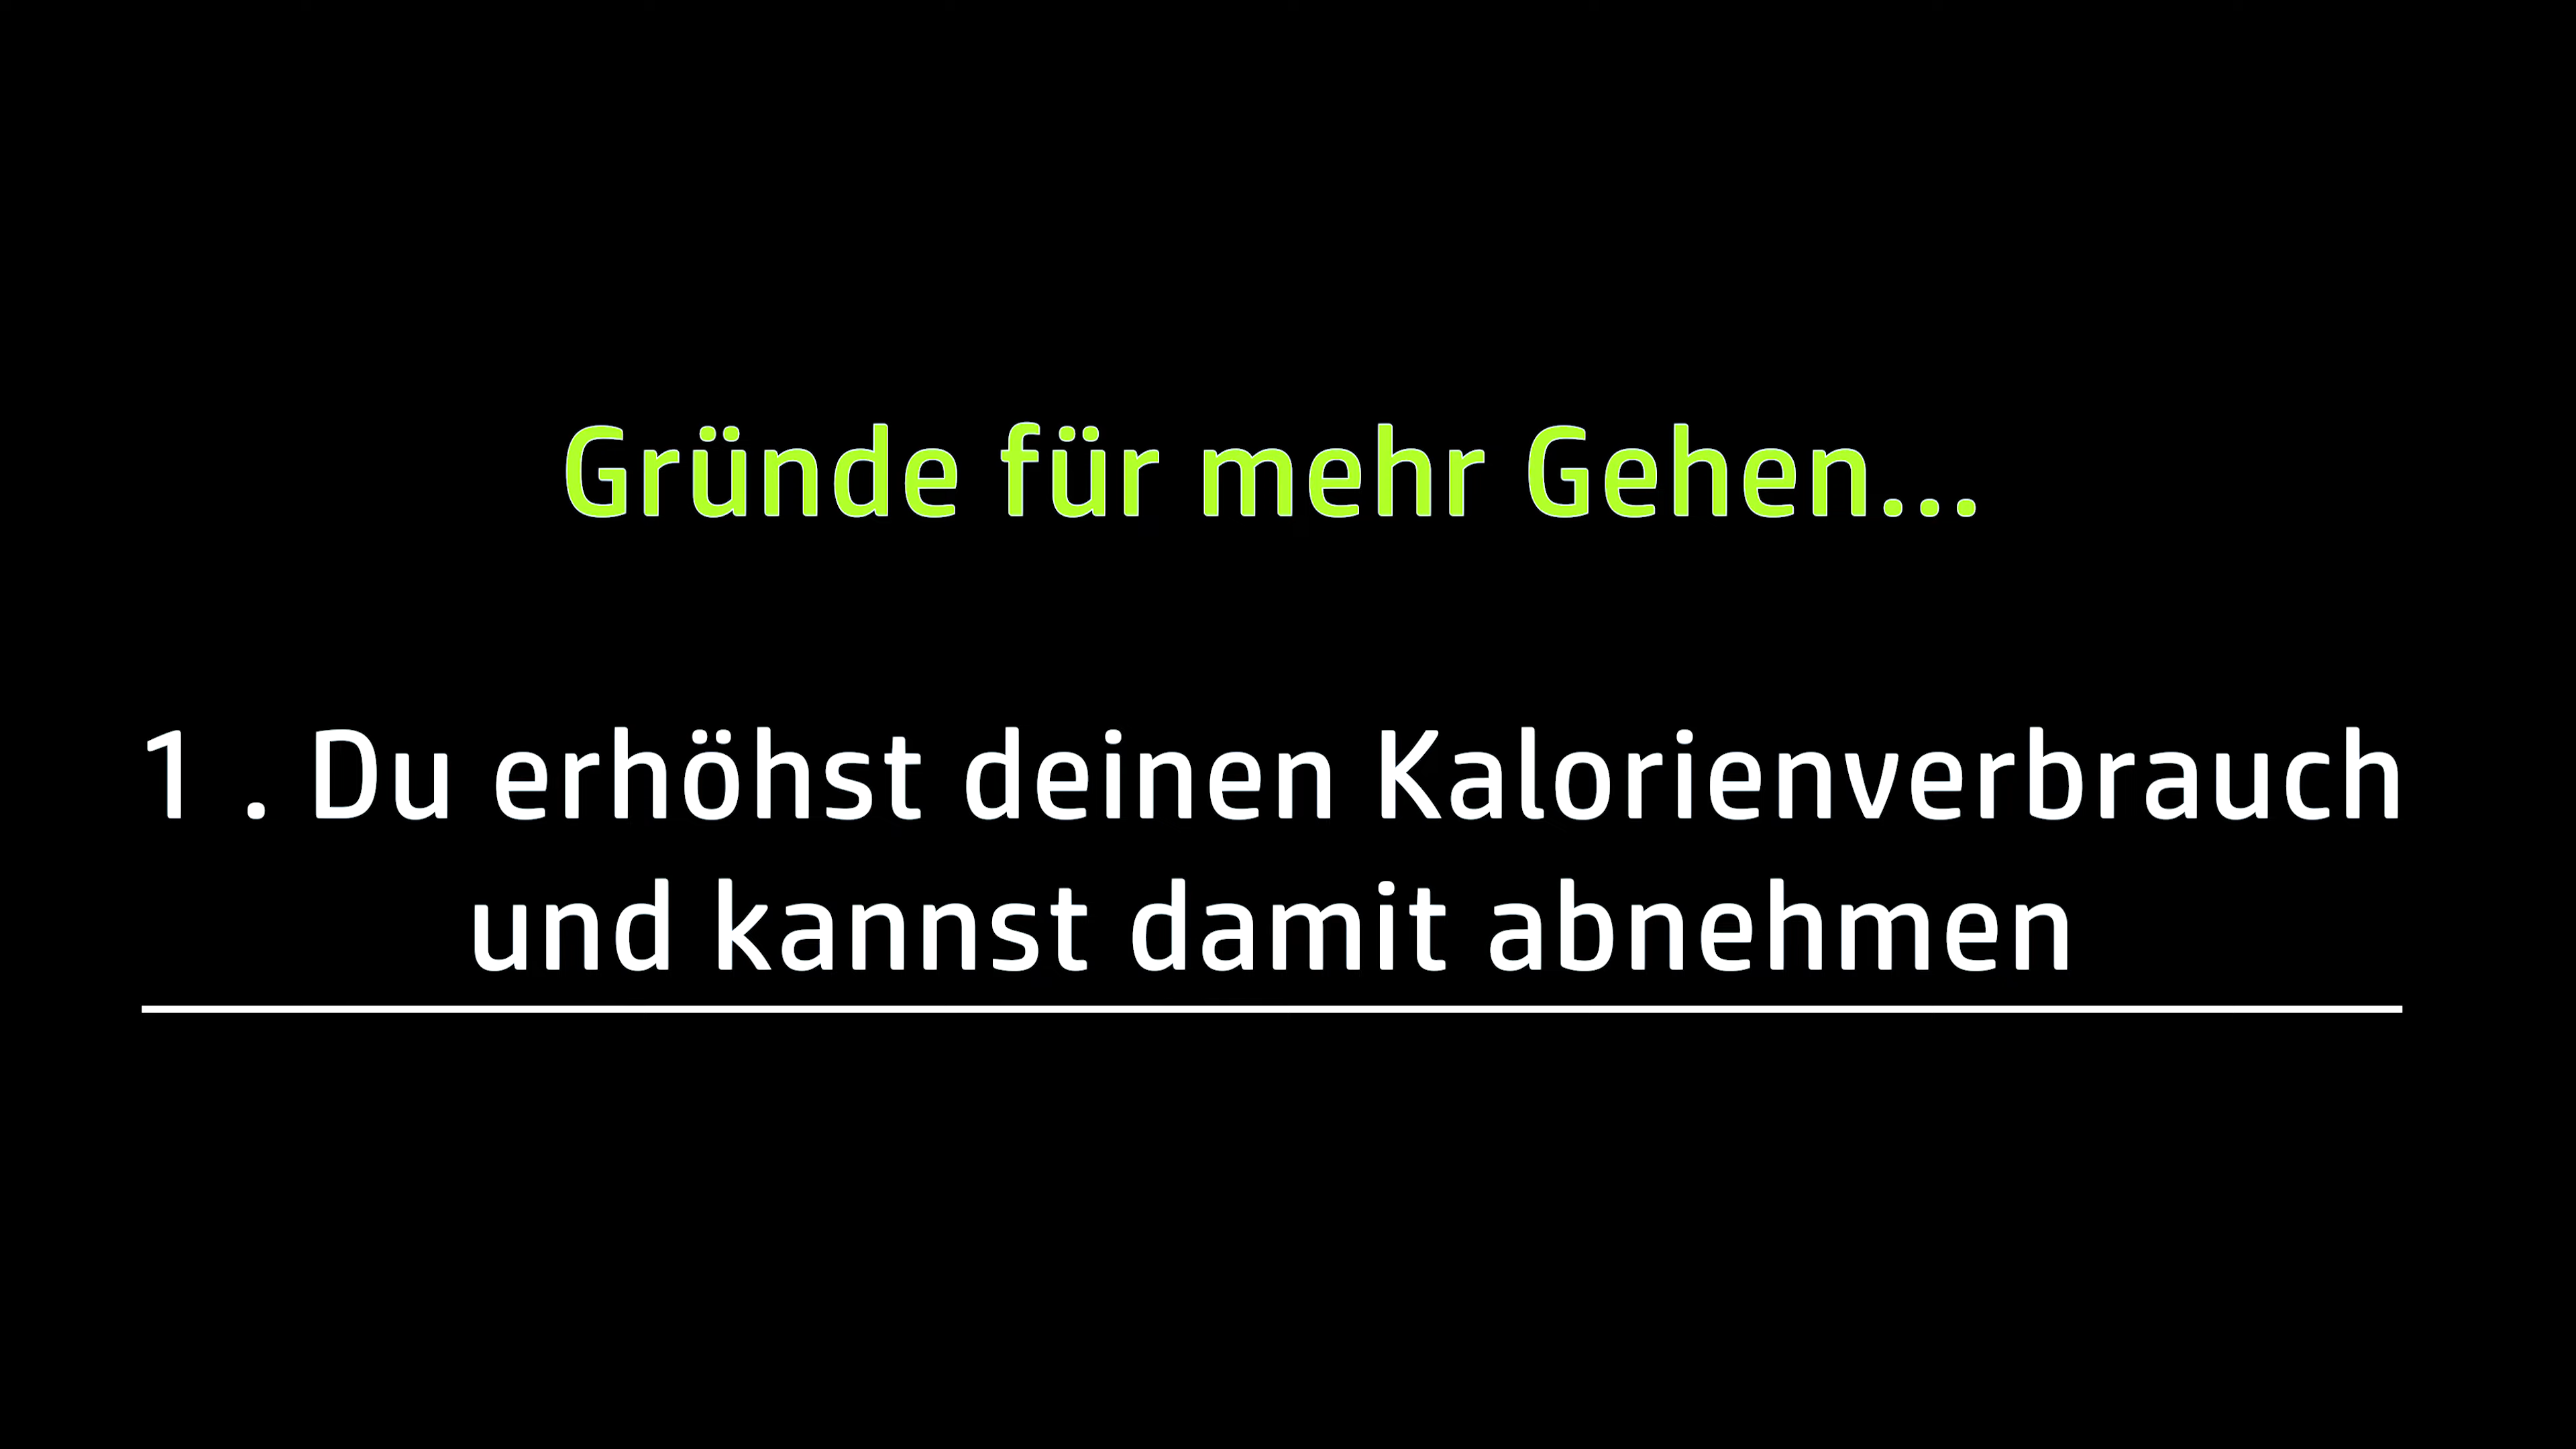 Gründe für mehr Gehen...
1 . Du erhöhst deinen Kalorienverbrauch
und kannst damit abnehmen